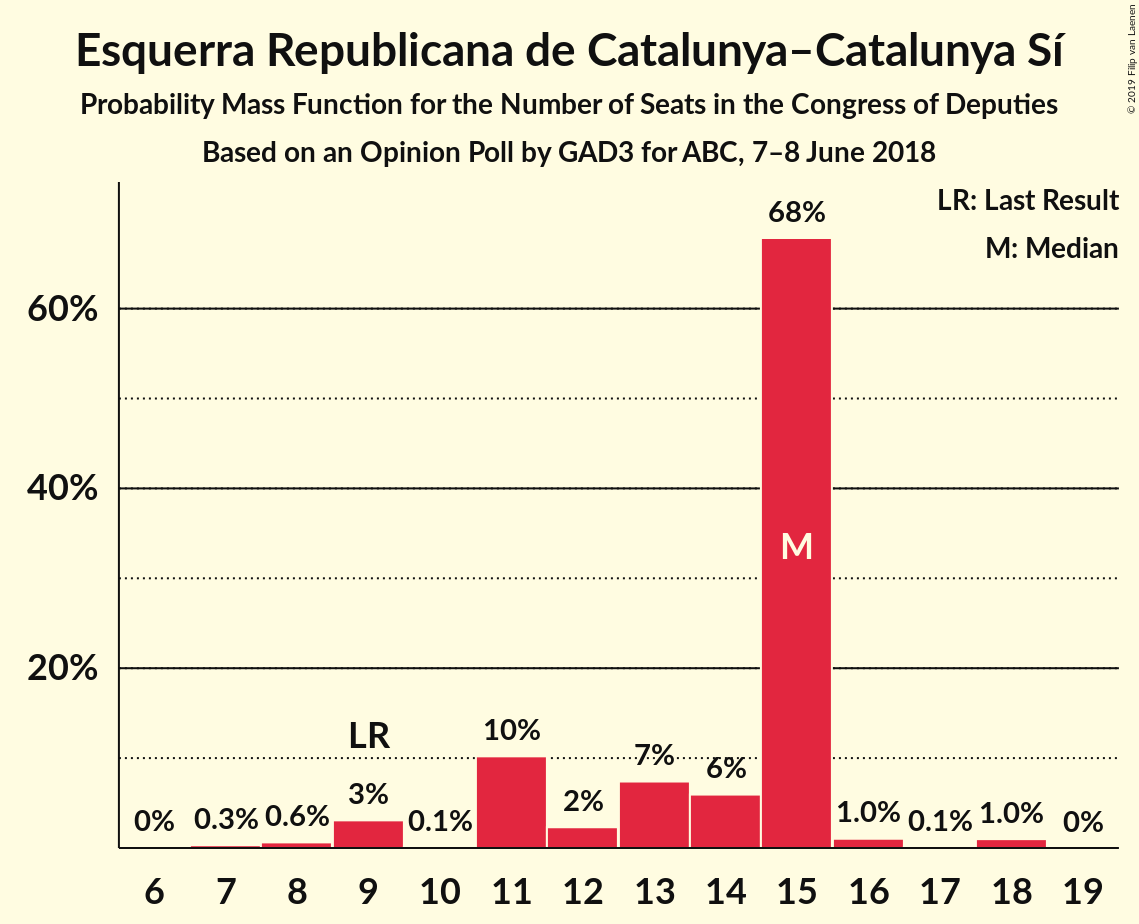 Esquerra Republicana de Catalunya–Catalunya Sí
Probability Mass Function for the Number of Seats in the Congress of Deputies
Based on an Opinion Poll by GAD3 for ABC, 7–8 June 2018
© 2019 Filip van Laenen
LR: Last Result
M: Median
68%
60%
40%
M
20%
LR
10%
7%
6%
3%
2%
0%
0.3%
0.6%
0.1%
1.0%
0.1%
1.0%
0%
6 7 8 9 10 11 12 13 14 15 16 17 18 19